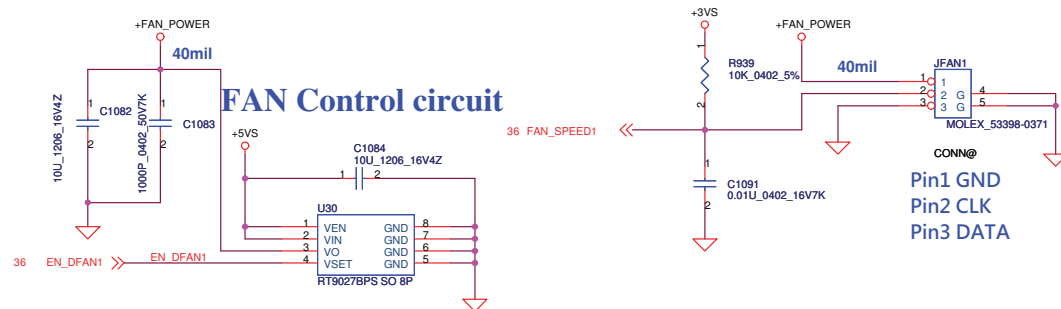 +FAN_POWER
40mil
1
C1082
2
10U_1206_16V4Z
1
C1083
2
1000P_0402_50V7K
FAN Control circuit
+5VS
C1084
10U_1206_16V4Z
1 2
U30
1 VEN GND 8
2 VIN GND 7
3 VO GND 6
4 VSET GND 5
RT9027BPS SO 8P
36 EN_DFAN1 EN_DFAN1
+3VS
1
R939
10K_0402_5%
2
+FAN_POWER
40mil
JFAN1
1 1
2 2 G 4
3 3 G 5
MOLEX_53398-0371
36 FAN_SPEED1
1
C1091
0.01U_0402_16V7K
2
CONN@
Pin1 GND
Pin2 CLK
Pin3 DATA